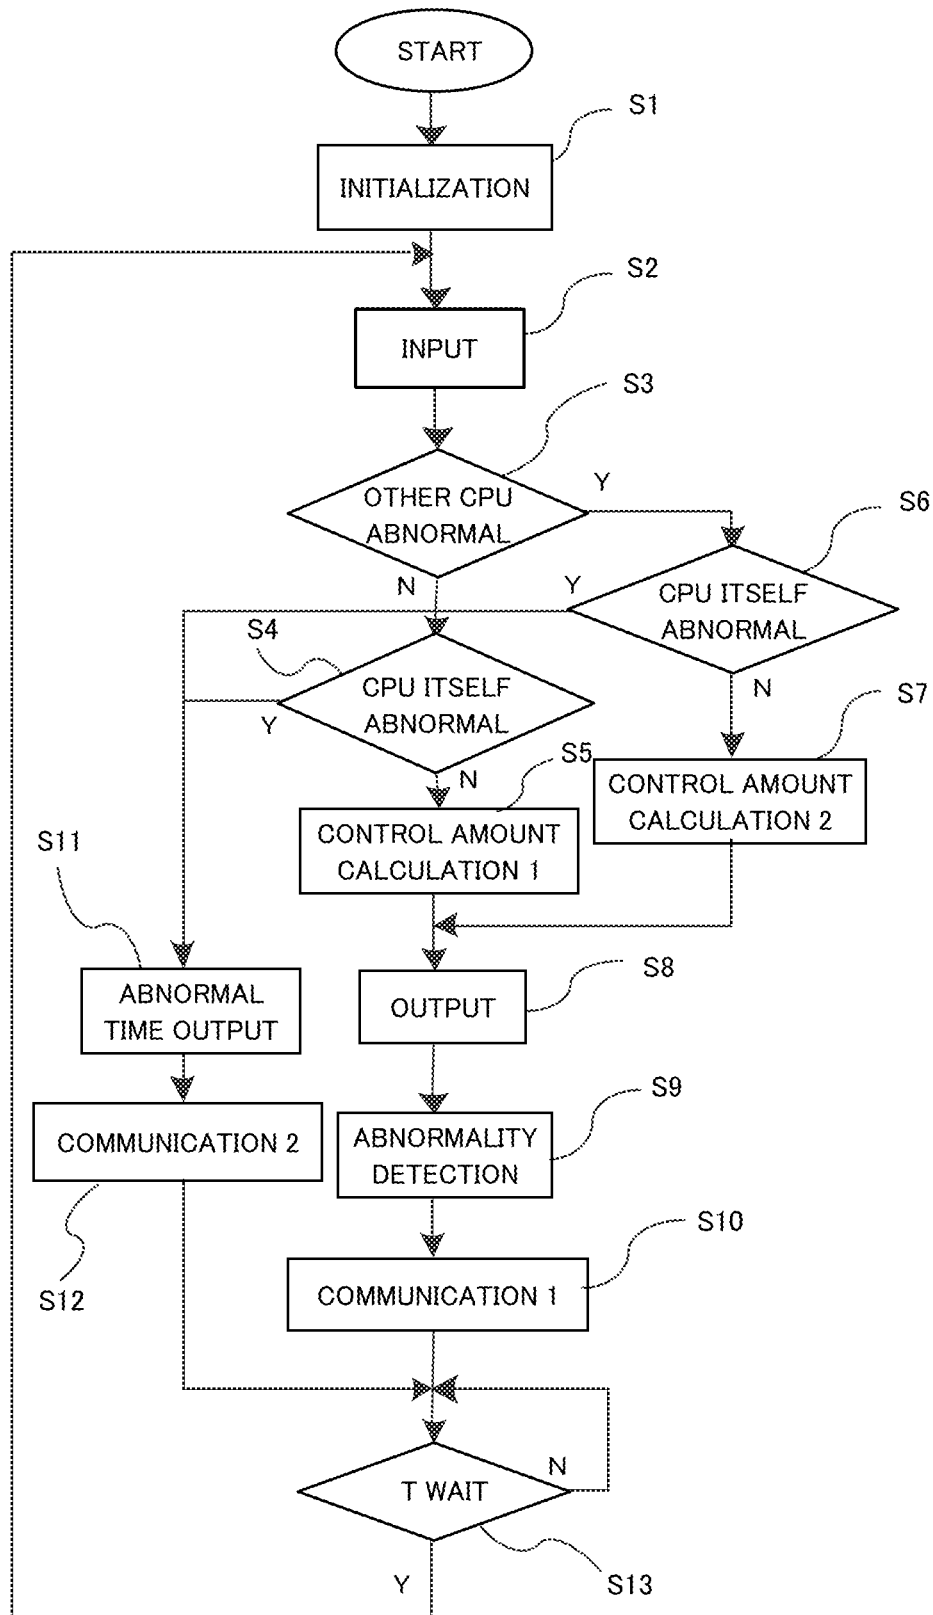 START
S1
INITIALIZATION
S2
INPUT
S3
OTHER CPU
ABNORMAL
Y
N
S6
CPU ITSELF
ABNORMAL
Y
N
S4
CPU ITSELF
ABNORMAL
Y
N
S5
CONTROL AMOUNT
CALCULATION 1
S7
CONTROL AMOUNT
CALCULATION 2
S11
ABNORMAL
TIME OUTPUT
S8
OUTPUT
COMMUNICATION 2
S12
S9
ABNORMALITY
DETECTION
S10
COMMUNICATION 1
T WAIT
N
S13
Y